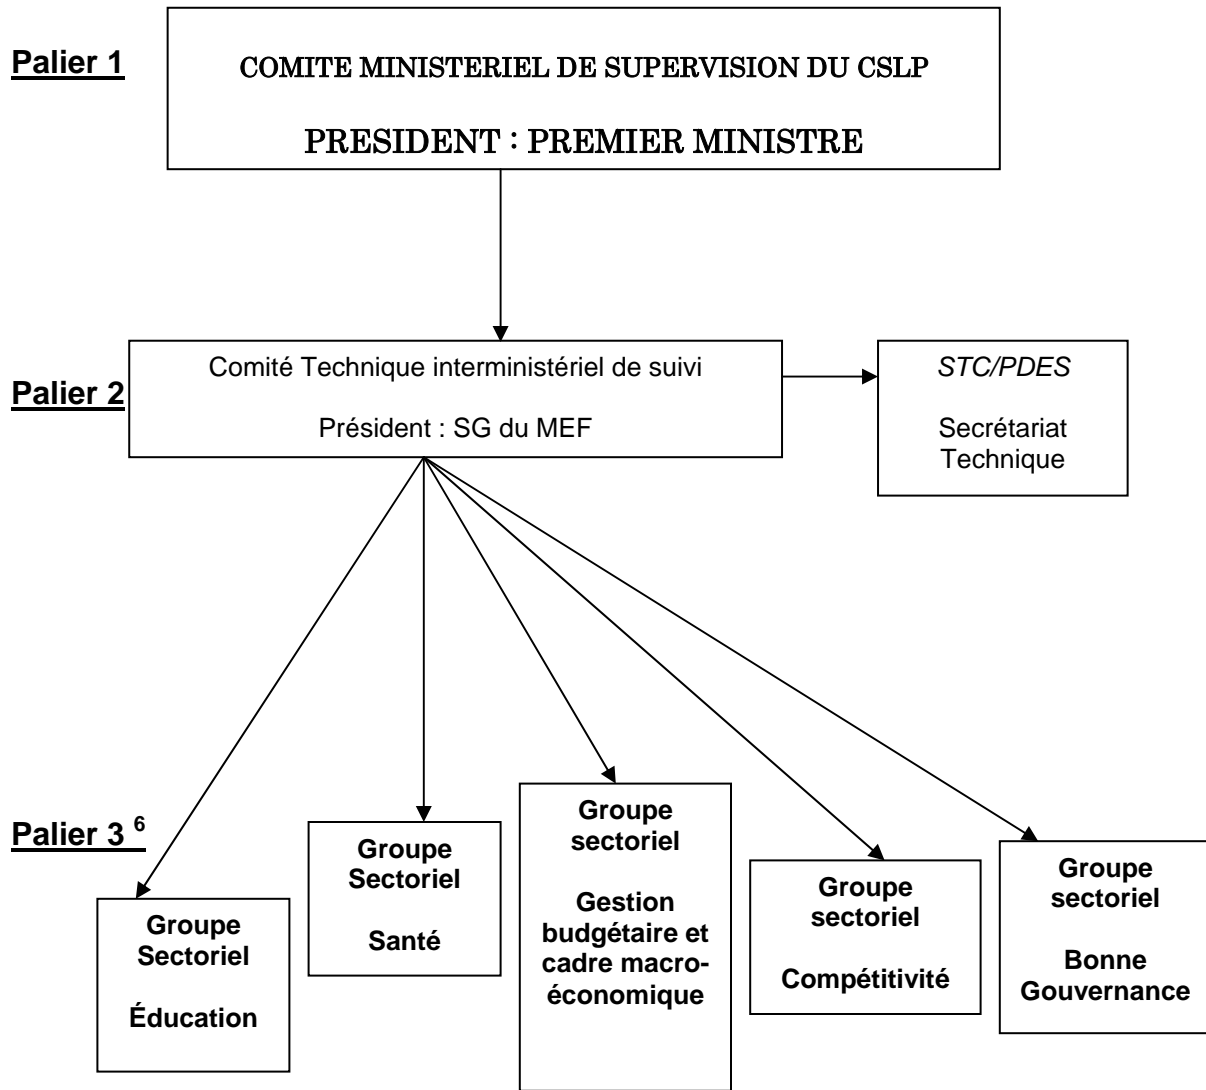 Palier 1
COMITE MINISTERIEL DE SUPERVISION DU CSLP
PRESIDENT : PREMIER MINISTRE
Palier 2
Comité Technique interministériel de suivi
Président : SG du MEF
STC/PDES
Secrétariat
Technique
Palier 3 6
Groupe
Sectoriel
Éducation
Groupe
Sectoriel
Santé
Groupe
sectoriel
Gestion
budgétaire et
cadre macro-
économique
Groupe
sectoriel
Compétitivité
Groupe
sectoriel
Bonne
Gouvernance